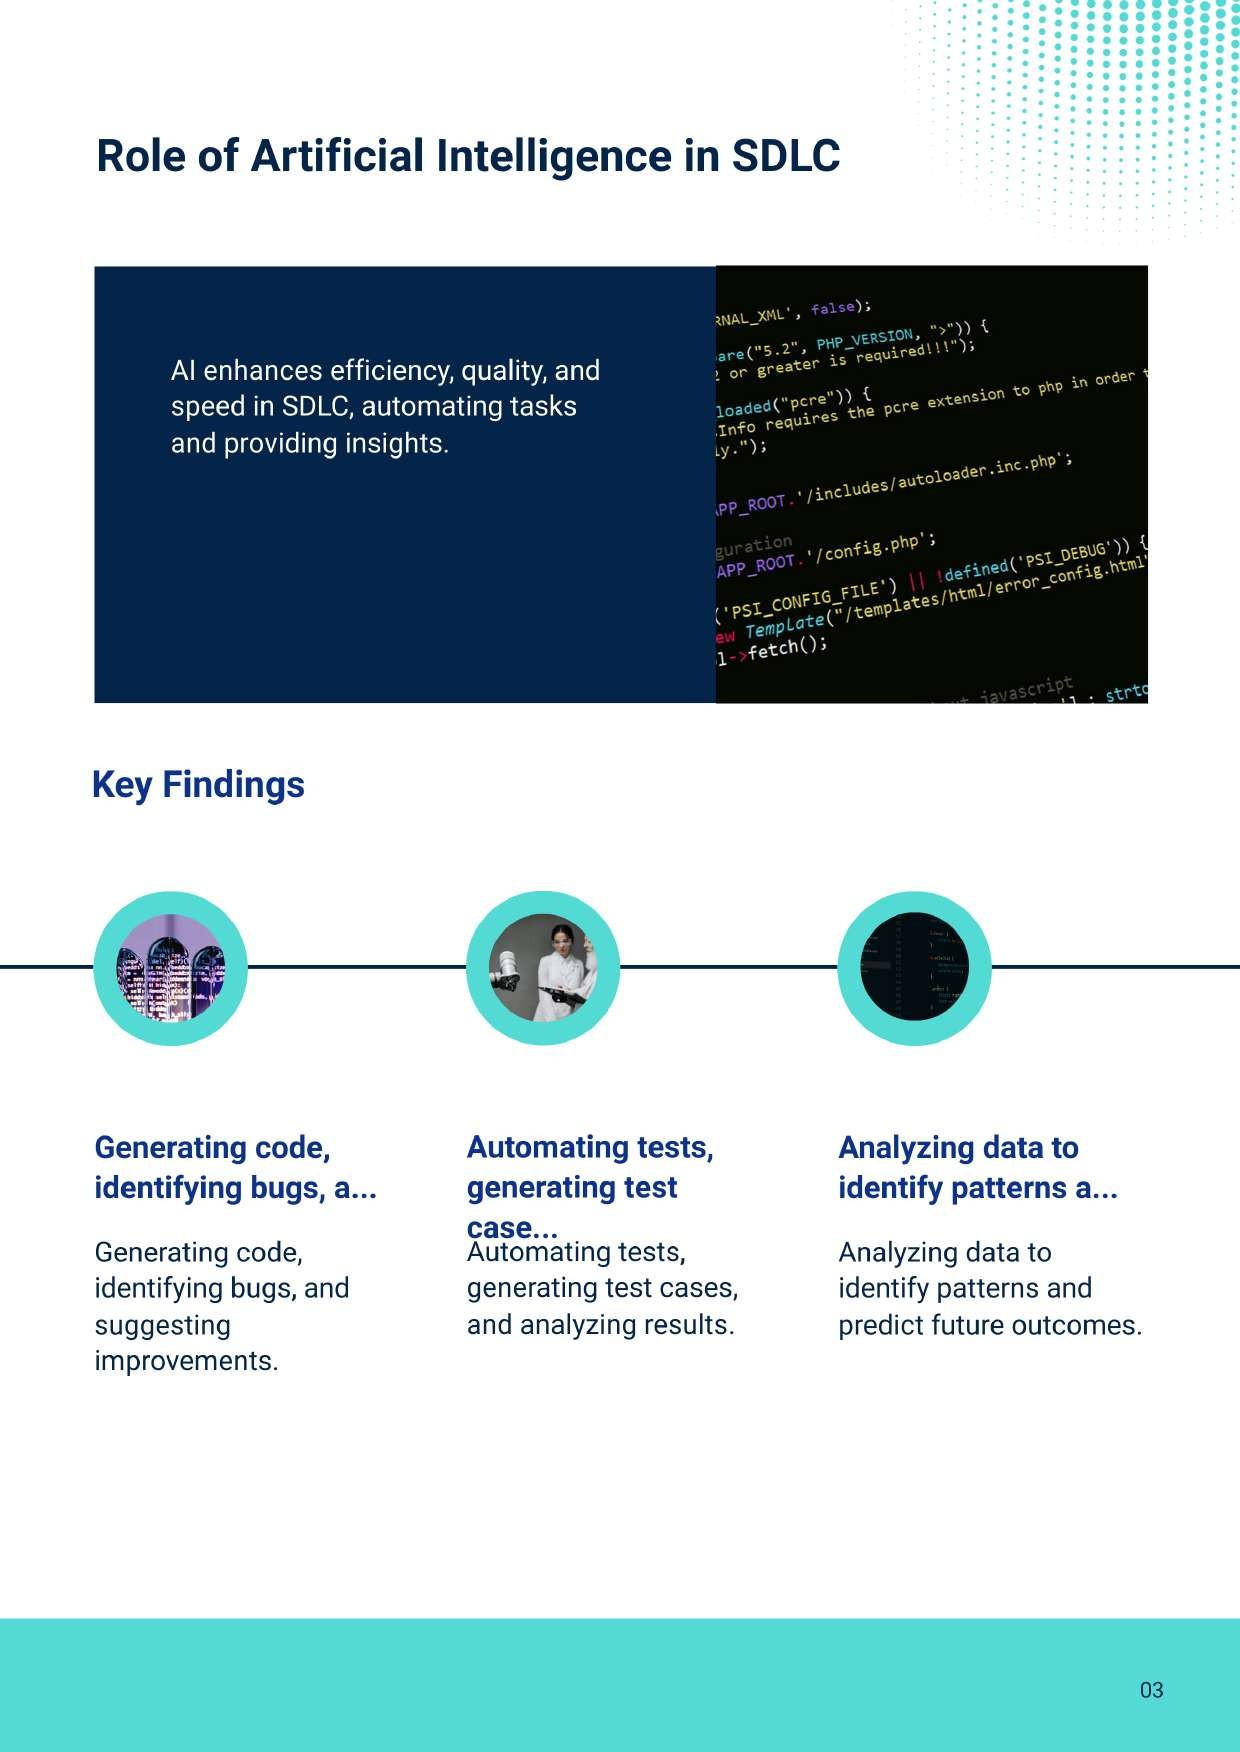 Role of Artificial Intelligence in SDLC
AI enhances efficiency, quality, and
speed in SDLC, automating tasks
and providing insights.
RNAL_XML', false);
are("5.2", PHP_VERSION, ">")) {
or greater is required!!!");
loaded("pcre")) {
Info requires the pcre extension to php in order
ly.");
APP_ROOT.'/includes/autoloader.inc.php';
guration
APP_ROOT.'/config.php';
('PSI_CONFIG_FILE') || !defined('PSI_DEBUG')) {
ew Template("/templates/html/error_config.html"
l->fetch();
javascript
strto
Key Findings
Generating code,
identifying bugs, a...
Generating code,
identifying bugs, and
suggesting
improvements.
Automating tests,
generating test
case...
Automating tests,
generating test cases,
and analyzing results.
Analyzing data to
identify patterns a...
Analyzing data to
identify patterns and
predict future outcomes.
03